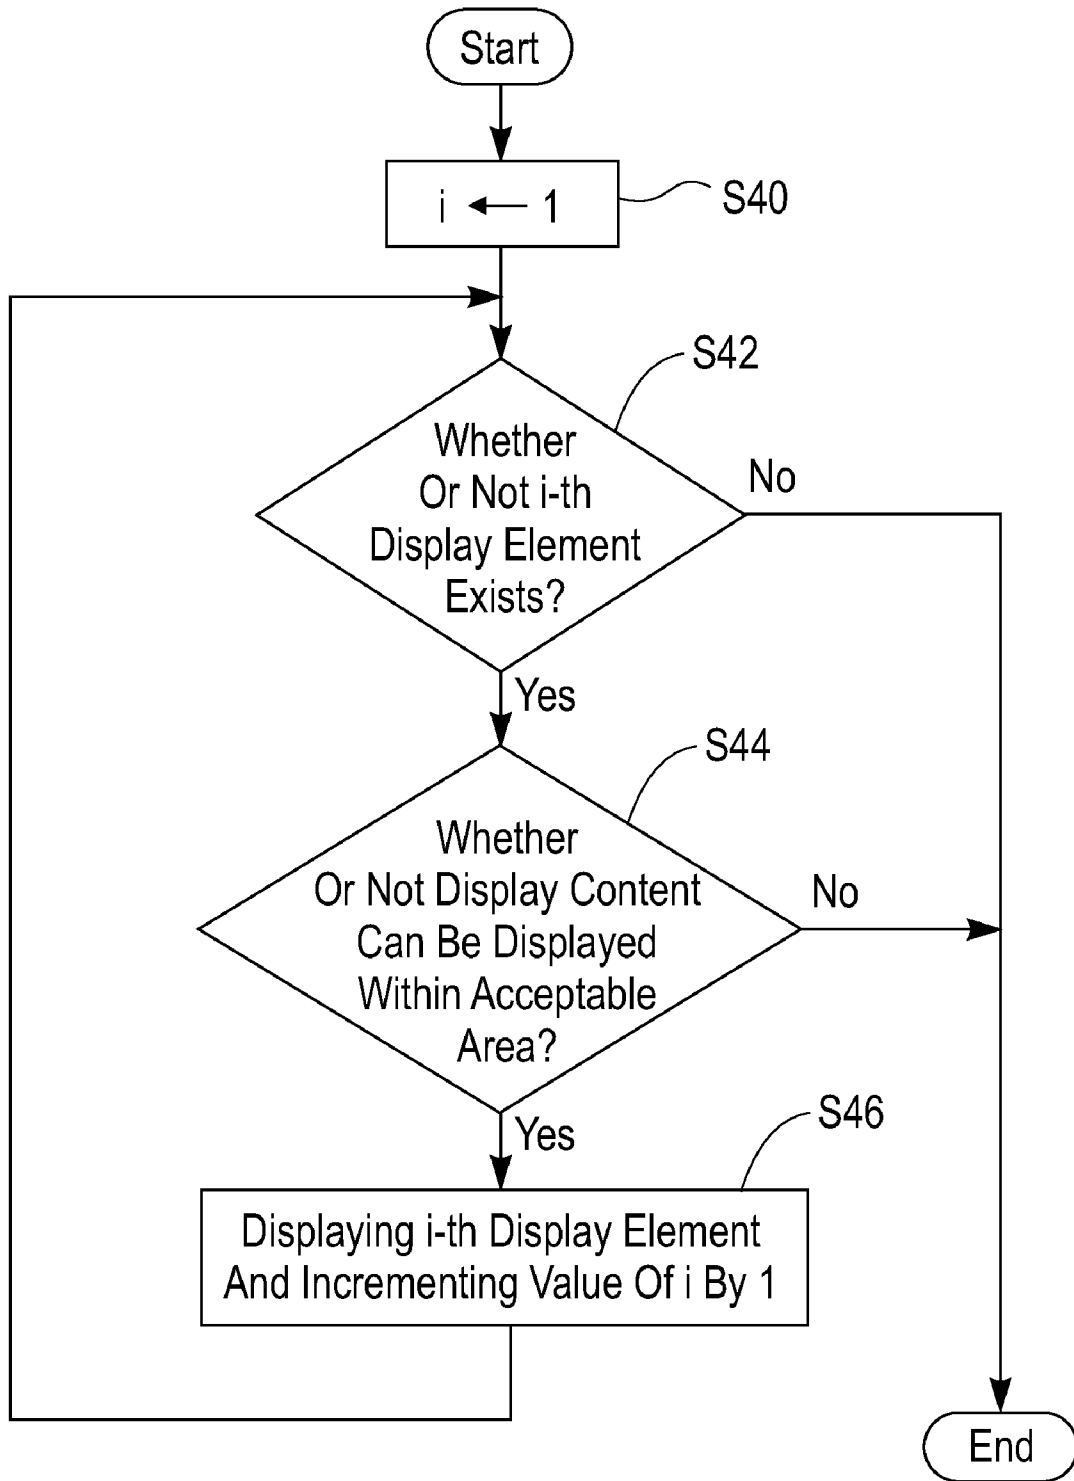 Start
i ← 1
S40
S42
Whether
Or Not i-th
Display Element
Exists?
No
Yes
S44
Whether
Or Not Display Content
Can Be Displayed
Within Acceptable
Area?
No
Yes
S46
Displaying i-th Display Element
And Incrementing Value Of i By 1
End